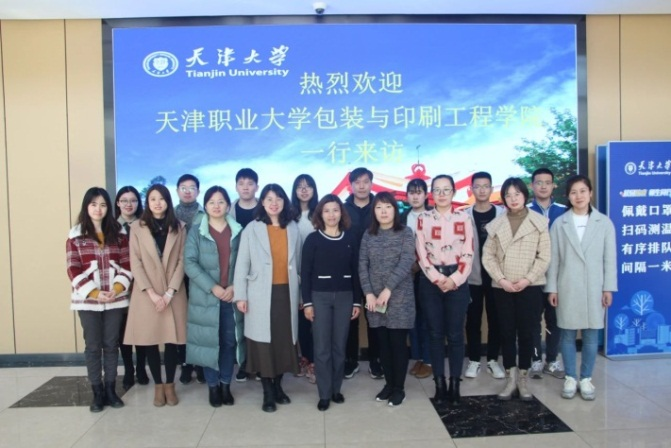 天津大学
Tianjin University
热烈欢迎
天津职业大学包装与印刷工程学院
一行来访
天津大学
Tianjin University
佩戴口罩
扫码测温
有序排队
间隔一米